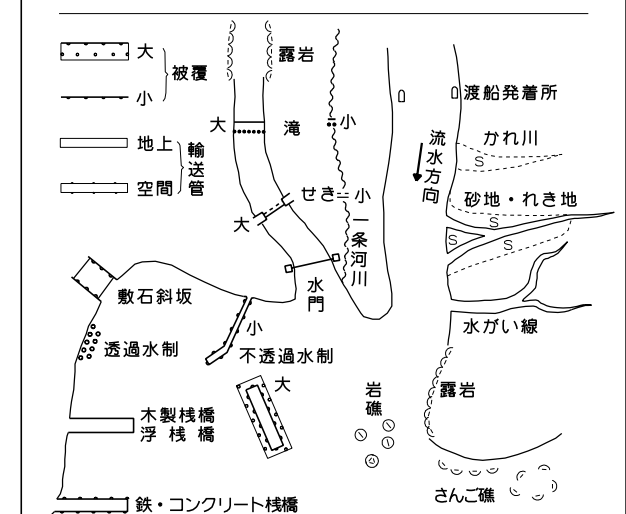 大
小
被覆
地上
空間
輸送管
露岩
大
滝
小
せき
小
大
一条河川
水門
渡船発着所
流水方向
かれ川
S
砂地・れき地
S
S
S
水がい線
敷石斜坂
透過水制
小
不透過水制
大
木製桟橋
浮桟橋
鉄・コンクリート桟橋
岩礁
露岩
さんご礁